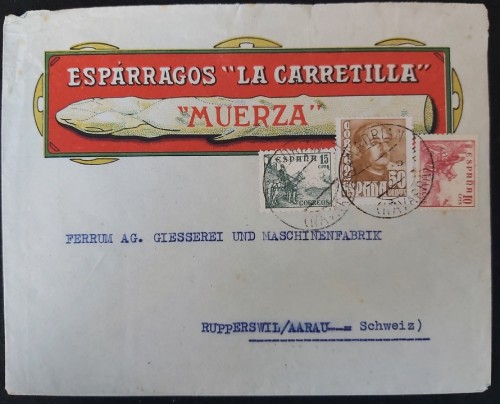 ESPÁRRAGOS "LA CARRETILLA"
"MUERZA"
ESPAÑA 15
CTS
CORREOS
CORREOS
ESPAÑA 50
ESPAÑA 10
(NAVARRA)
FERRUM AG. GIESSEREI UND MASCHINENFABRIK
RUPPERSWIL/AARAU - Schweiz)